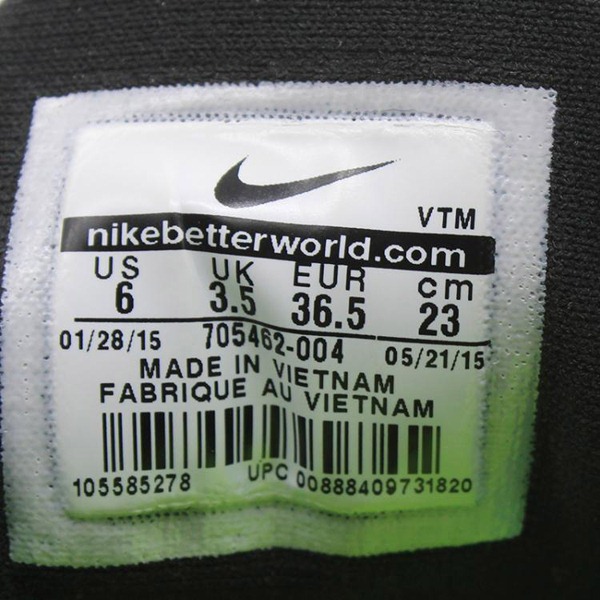 VTM
nikebetterworld.com
US UK EUR cm
6 3.5 36.5 23
01/28/15 705462-004 05/21/15
MADE IN VIETNAM
FABRIQUE AU VIETNAM
105585278 UPC 00888409731820